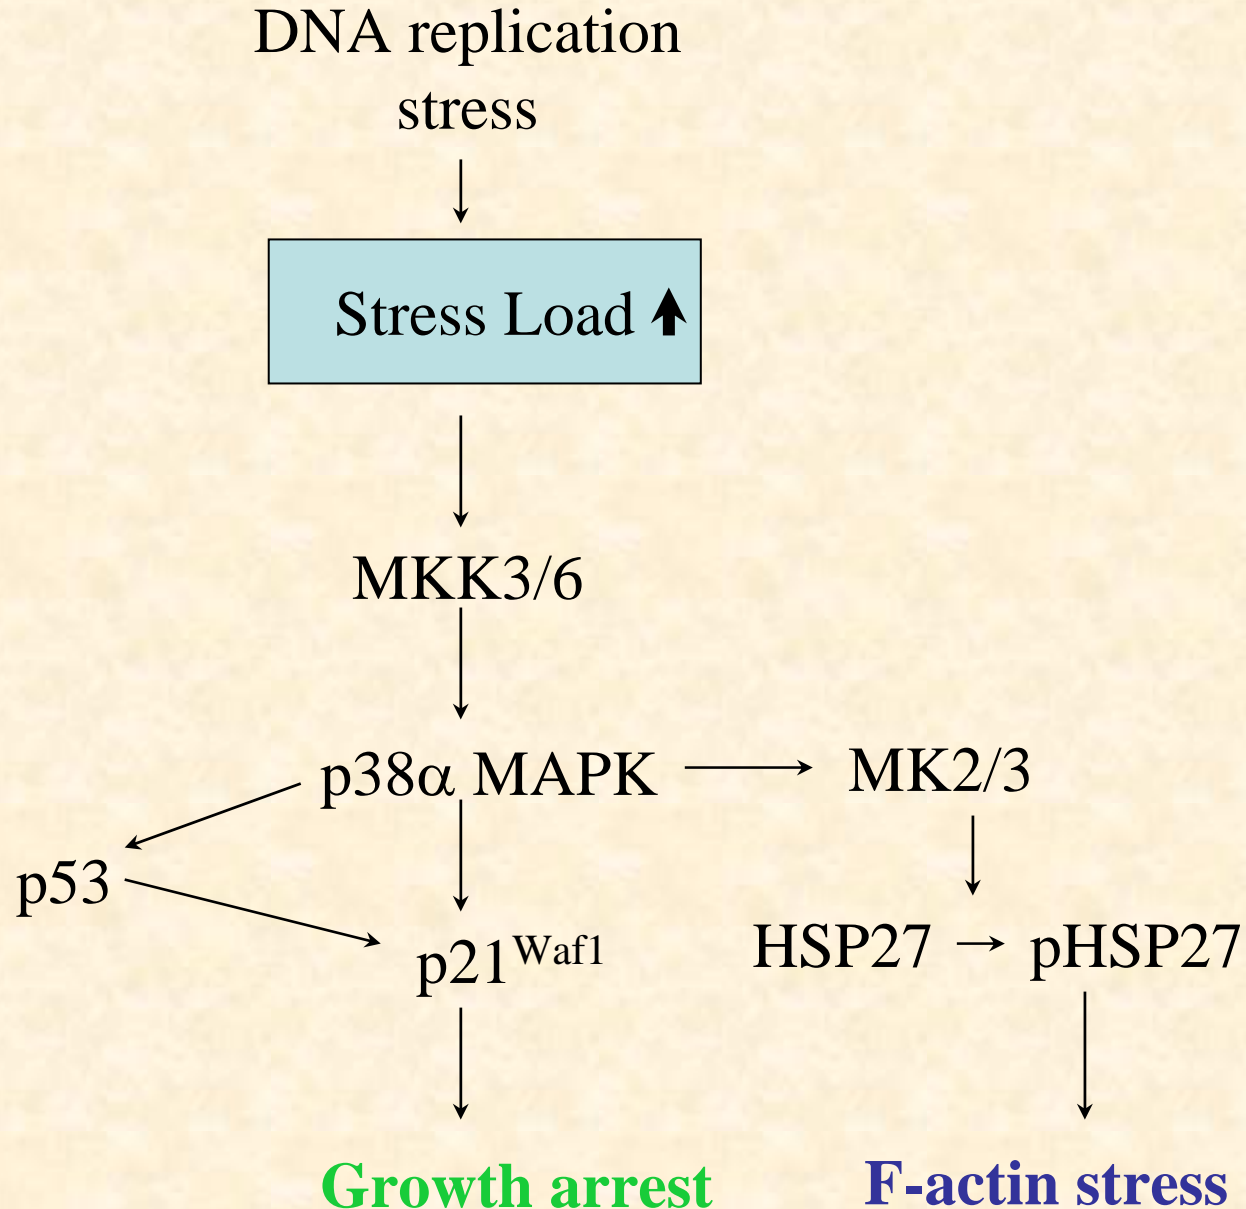 DNA replication
stress
Stress Load
MKK3/6
p38α MAPK
MK2/3
p53
p21Waf1
HSP27
pHSP27
Growth arrest
F-actin stress